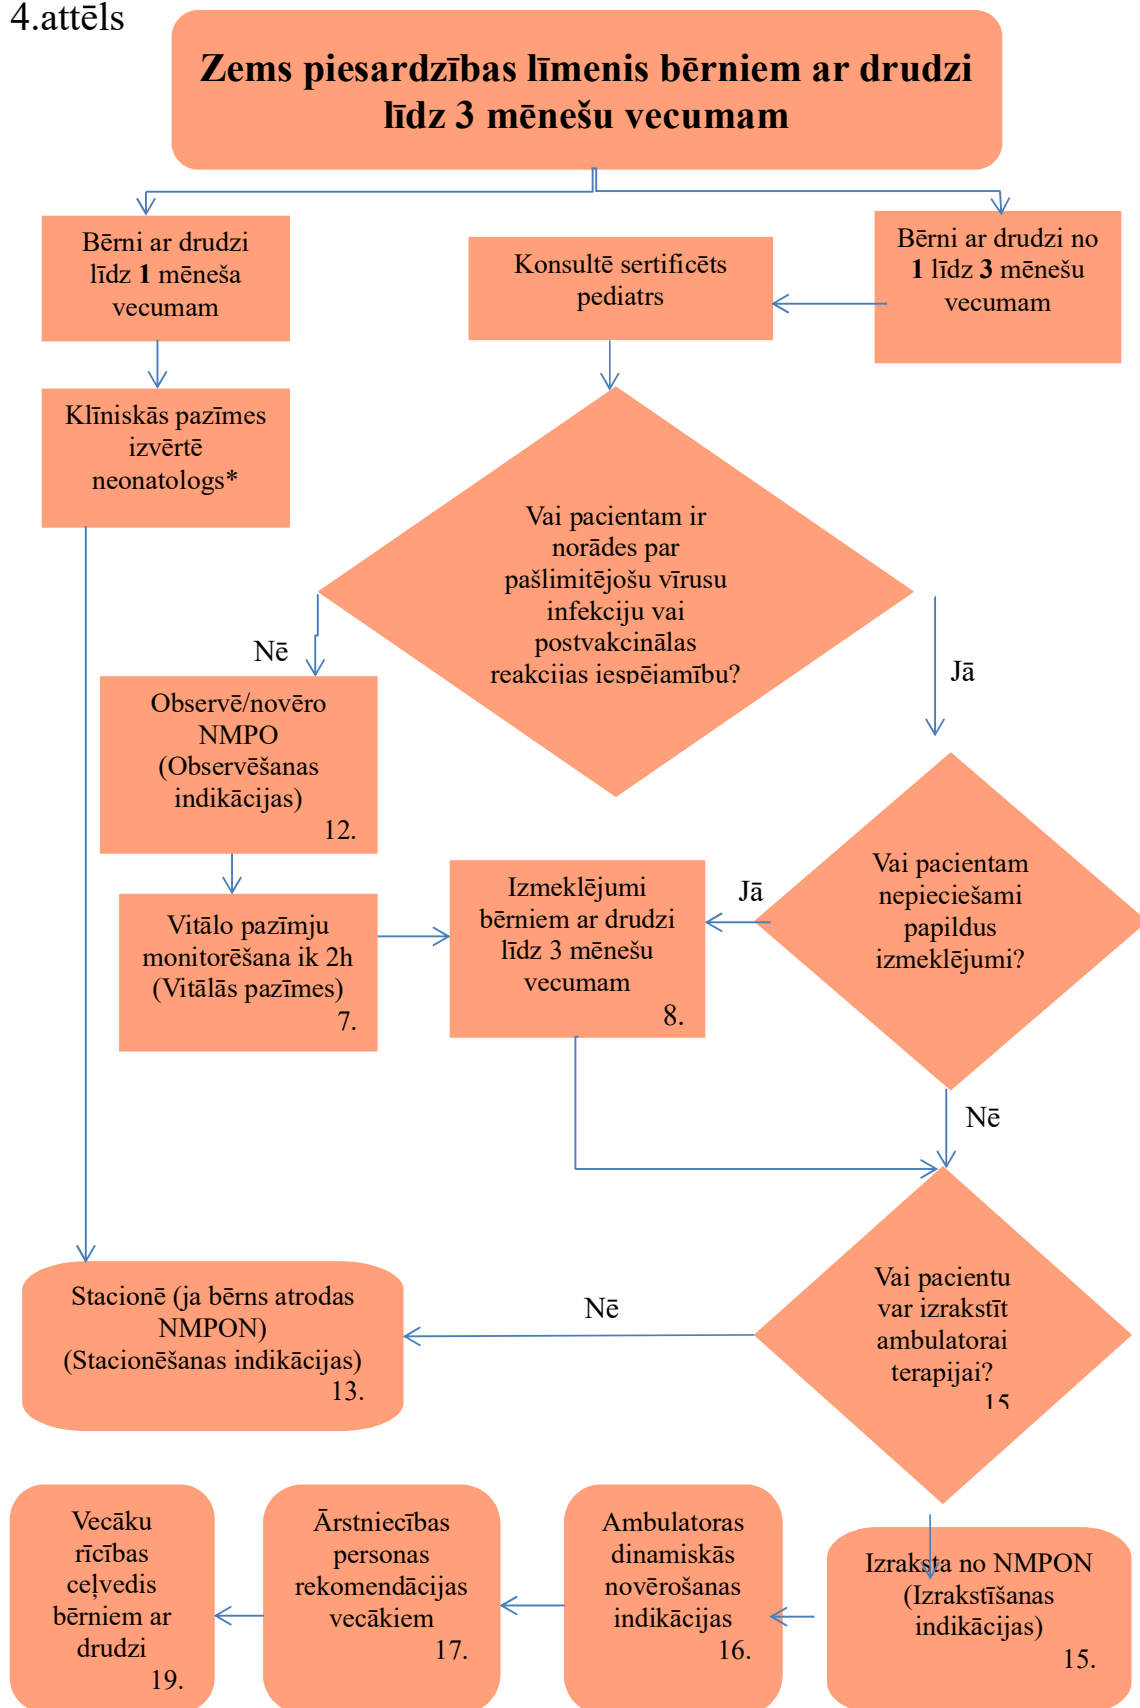 4.attēls
Zems piesardzības līmenis bērniem ar drudzi
līdz 3 mēnešu vecumam
Bērni ar drudzi
līdz 1 mēneša
vecumam
Konsultē sertificēts
pediatrs
Bērni ar drudzi no
1 līdz 3 mēnešu
vecumam
Klīniskās pazīmes
izvērtē
neonatologs*
Vai pacientam ir
norādes par
pašlimitējošu vīrusu
infekciju vai
postvakcinālas
reakcijas iespējamību?
Nē
Jā
Observē/novēro
NMPO
(Observēšanas
indikācijas)
12.
Vitālo pazīmju
monitorēšana ik 2h
(Vitālās pazīmes)
7.
Izmeklējumi
bērniem ar drudzi
līdz 3 mēnešu
vecumam
8.
Jā
Vai pacientam
nepieciešami
papildus
izmeklējumi?
Nē
Stacionē (ja bērns atrodas
NMPON)
(Stacionēšanas indikācijas)
13.
Nē
Vai pacientu
var izrakstīt
ambulatorai
terapijai?
15
Vecāku
rīcības
ceļvedis
bērniem ar
drudzi
19.
Ārstniecības
personas
rekomendācijas
vecākiem
17.
Ambulatoras
dinamiskās
novērošanas
indikācijas
16.
Izraksta no NMPON
(Izrakstīšanas
indikācijas)
15.